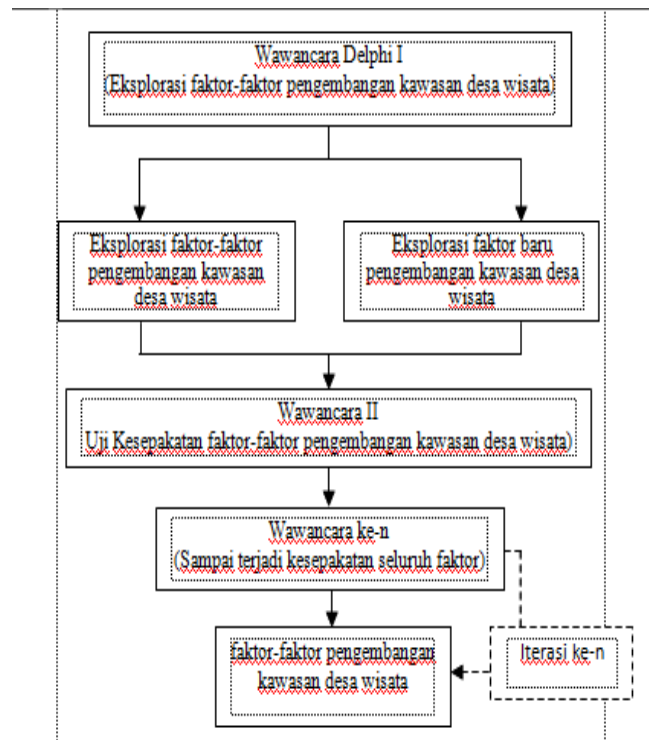 Wawancara Delphi I
(Eksplorasi faktor-faktor pengembangan kawasan desa wisata)
Eksplorasi faktor-faktor
pengembangan kawasan
desa wisata
Eksplorasi faktor baru
pengembangan kawasan desa
wisata
Wawancara II
Uji Kesepakatan faktor-faktor pengembangan kawasan desa wisata)
Wawancara ke-n
(Sampai terjadi kesepakatan seluruh faktor)
faktor-faktor pengembangan
kawasan desa wisata
Iterasi ke-n